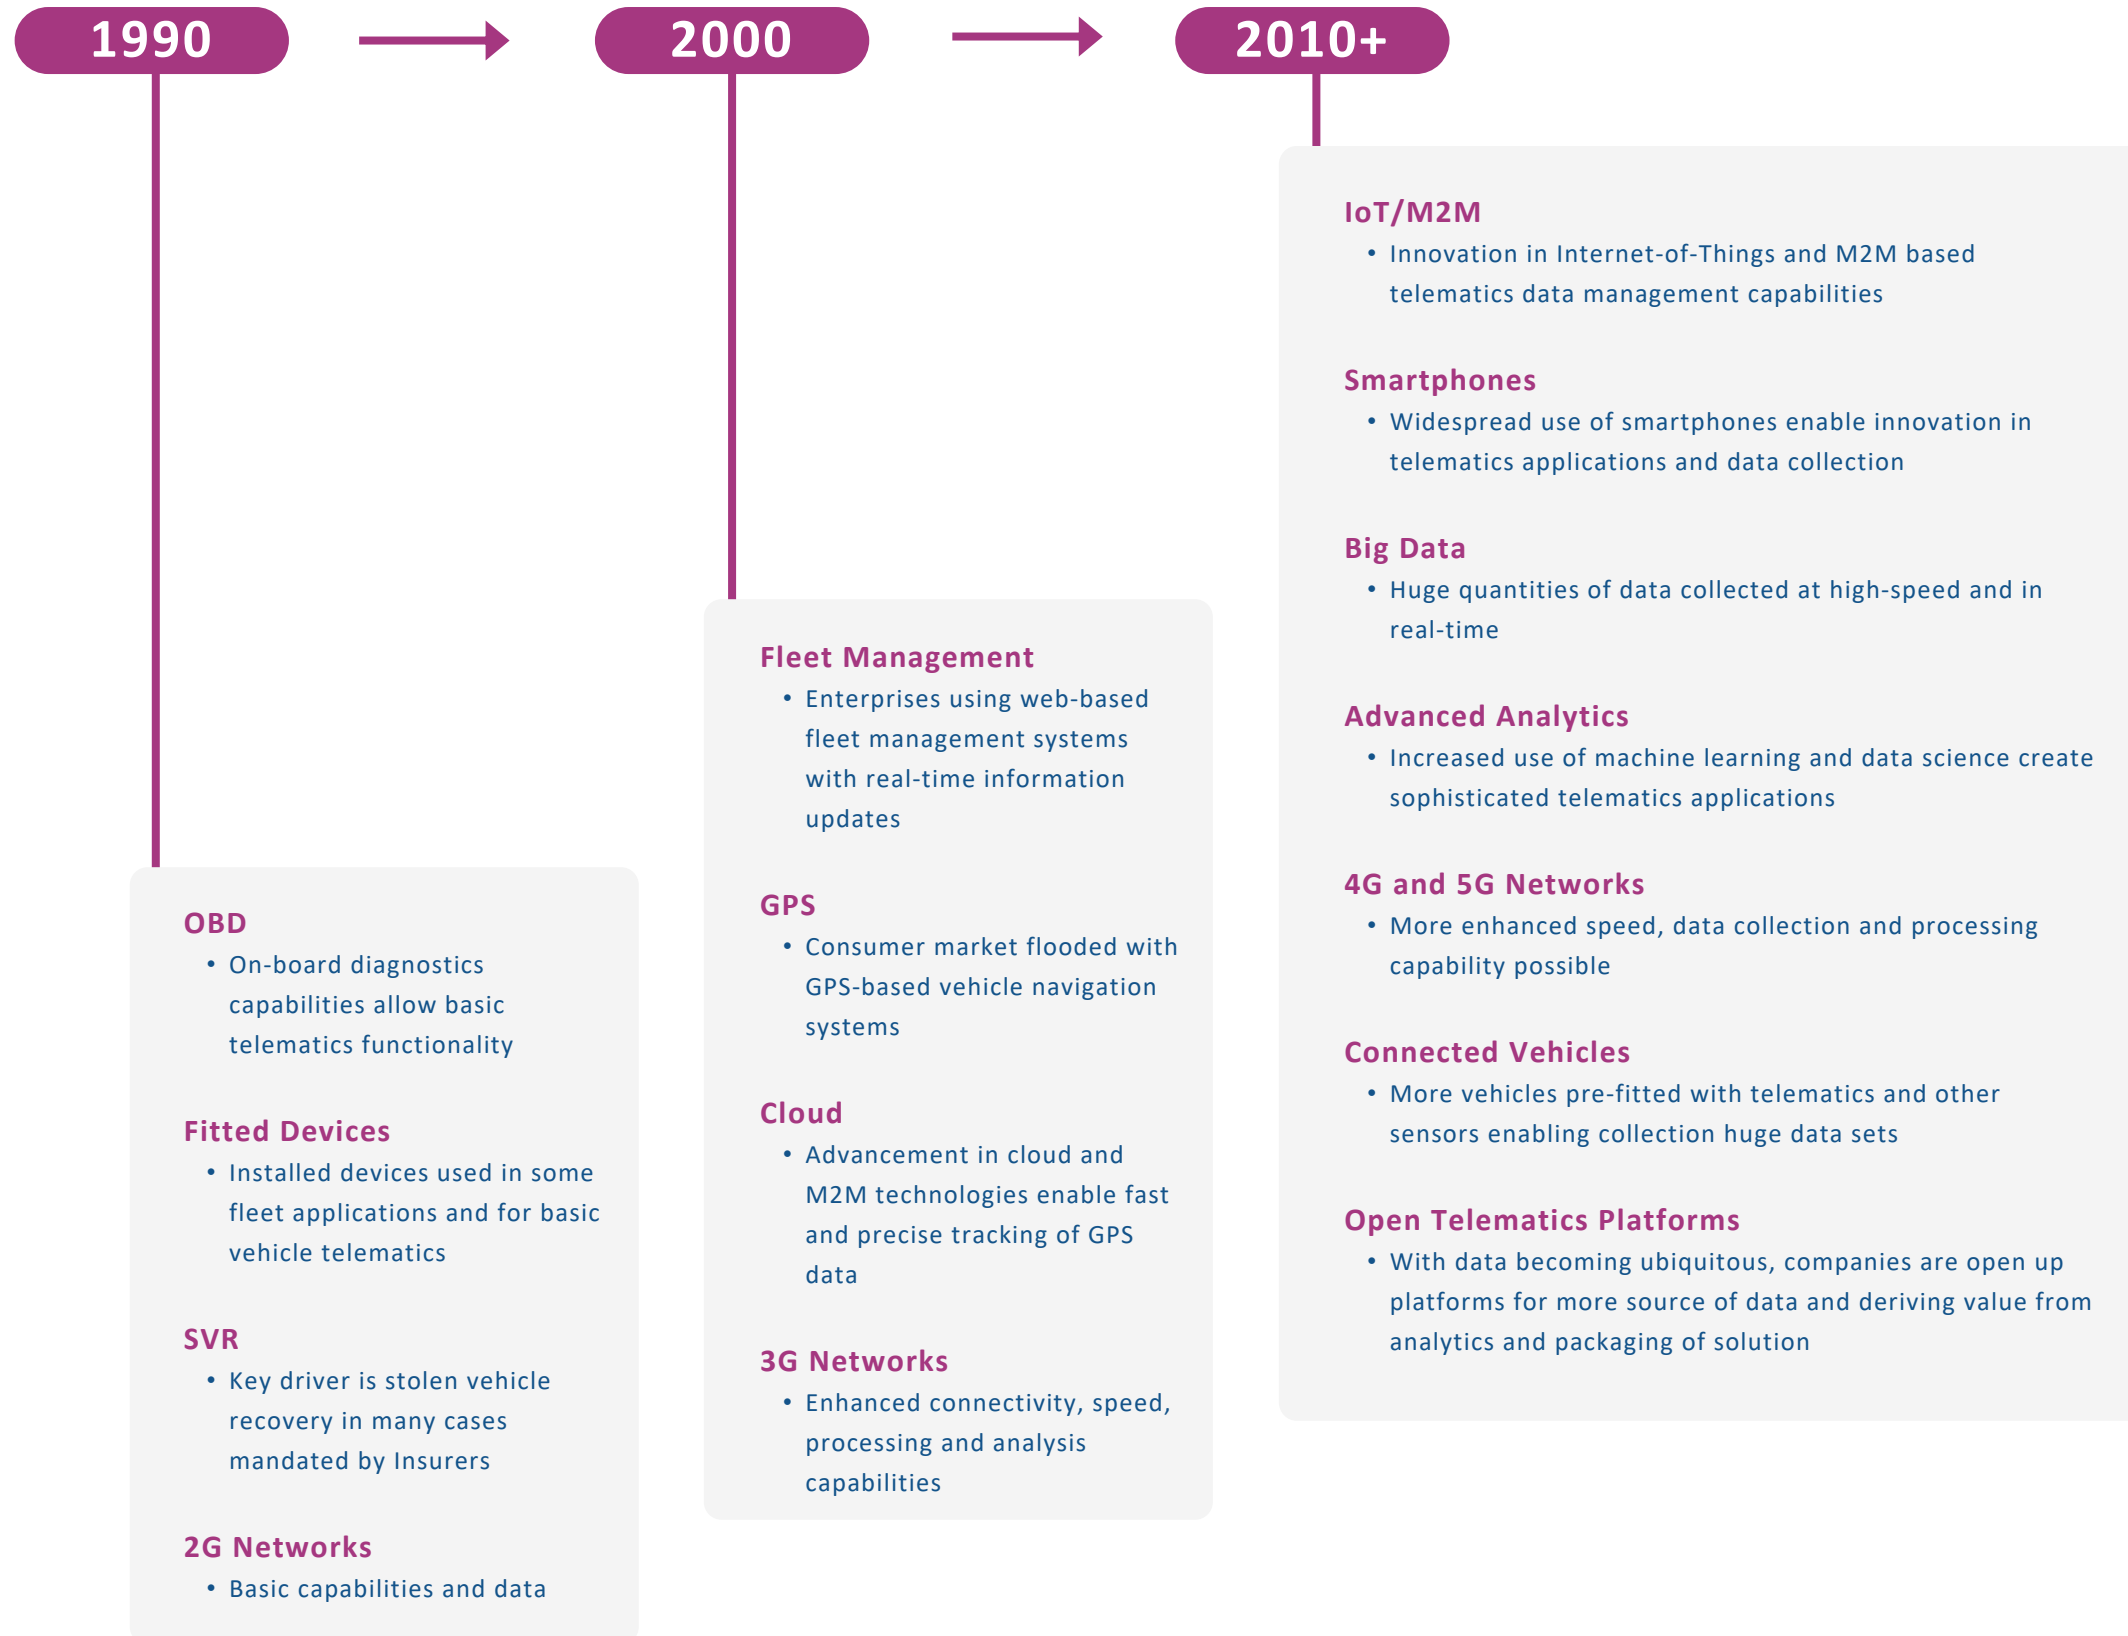 1990
2000
2010+
OBD
• On-board diagnostics
capabilities allow basic
telematics functionality
Fitted Devices
• Installed devices used in some
fleet applications and for basic
vehicle telematics
SVR
• Key driver is stolen vehicle
recovery in many cases
mandated by Insurers
2G Networks
• Basic capabilities and data
Fleet Management
• Enterprises using web-based
fleet management systems
with real-time information
updates
GPS
• Consumer market flooded with
GPS-based vehicle navigation
systems
Cloud
• Advancement in cloud and
M2M technologies enable fast
and precise tracking of GPS
data
3G Networks
• Enhanced connectivity, speed,
processing and analysis
capabilities
IoT/M2M
• Innovation in Internet-of-Things and M2M based
telematics data management capabilities
Smartphones
• Widespread use of smartphones enable innovation in
telematics applications and data collection
Big Data
• Huge quantities of data collected at high-speed and in
real-time
Advanced Analytics
• Increased use of machine learning and data science create
sophisticated telematics applications
4G and 5G Networks
• More enhanced speed, data collection and processing
capability possible
Connected Vehicles
• More vehicles pre-fitted with telematics and other
sensors enabling collection huge data sets
Open Telematics Platforms
• With data becoming ubiquitous, companies are open up
platforms for more source of data and deriving value from
analytics and packaging of solution